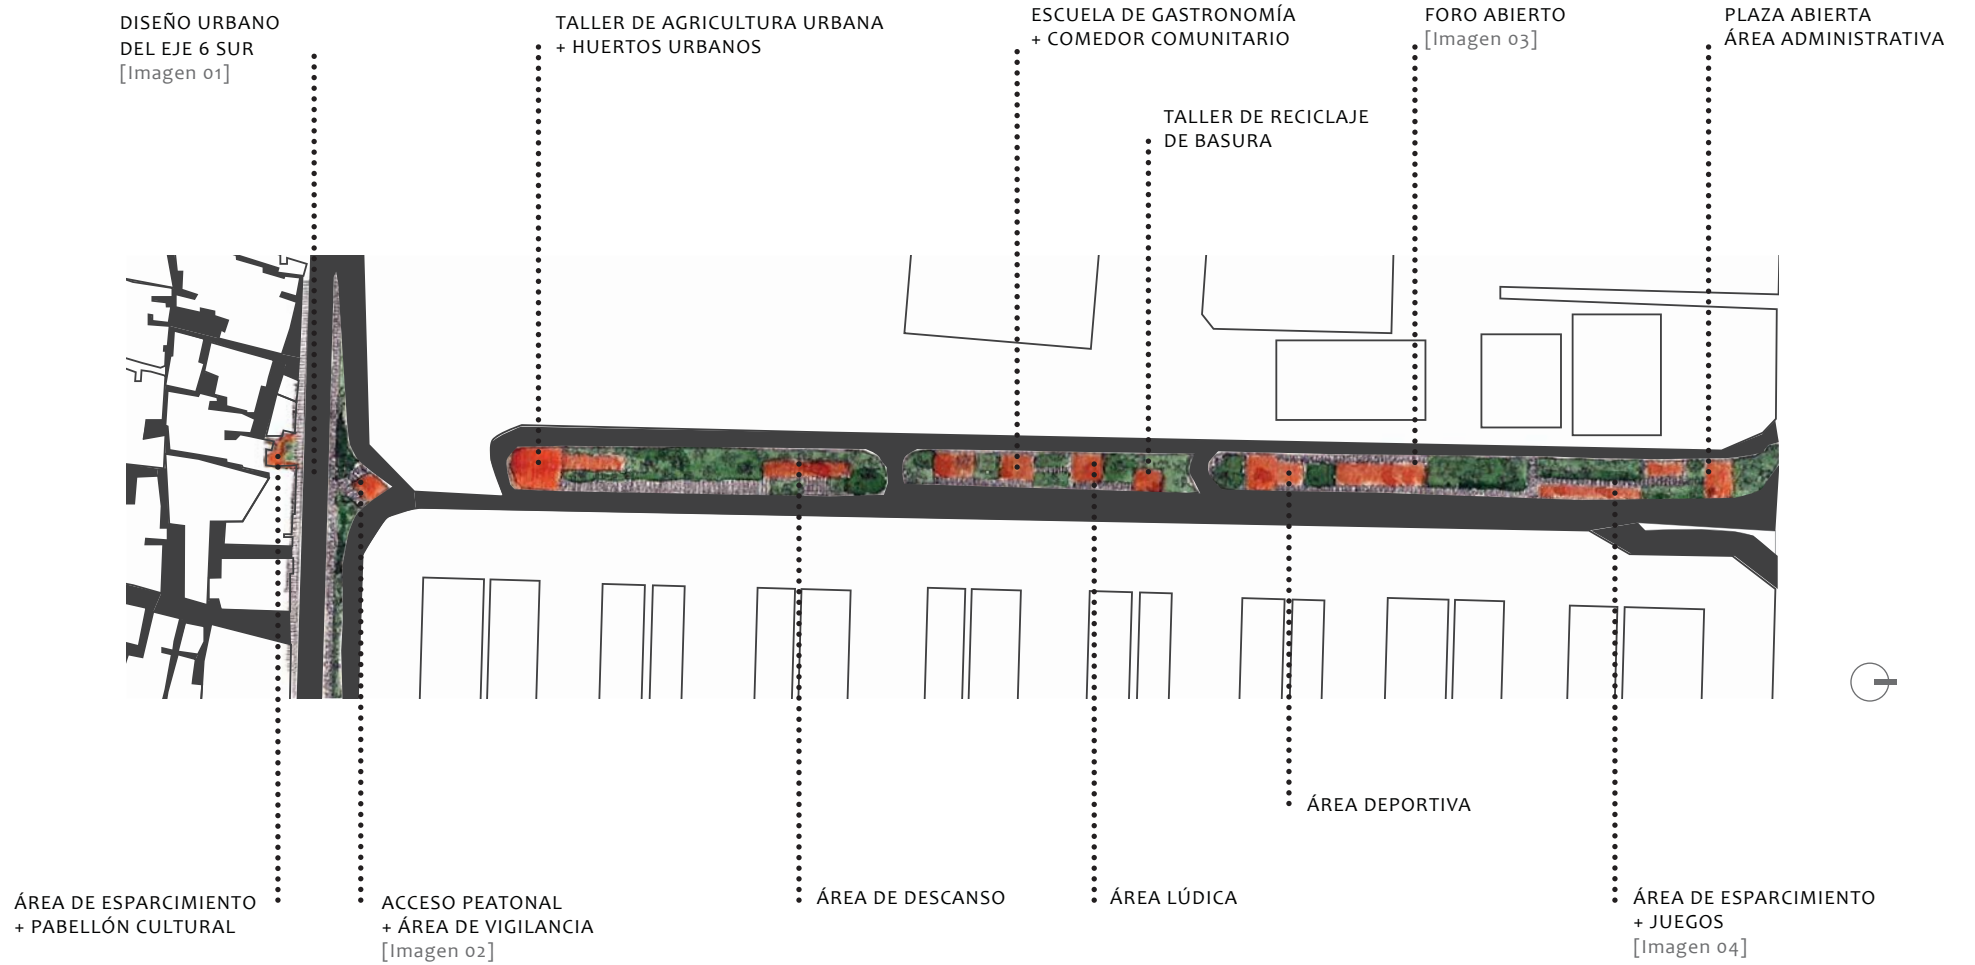 DISEÑO URBANO
DEL EJE 6 SUR
[Imagen 01]
TALLER DE AGRICULTURA URBANA
+ HUERTOS URBANOS
ESCUELA DE GASTRONOMÍA
+ COMEDOR COMUNITARIO
FORO ABIERTO
[Imagen 03]
PLAZA ABIERTA
ÁREA ADMINISTRATIVA
TALLER DE RECICLAJE
DE BASURA
ÁREA DEPORTIVA
ÁREA DE ESPARCIMIENTO
+ PABELLÓN CULTURAL
ACCESO PEATONAL
+ ÁREA DE VIGILANCIA
[Imagen 02]
ÁREA DE DESCANSO
ÁREA LÚDICA
ÁREA DE ESPARCIMIENTO
+ JUEGOS
[Imagen 04]